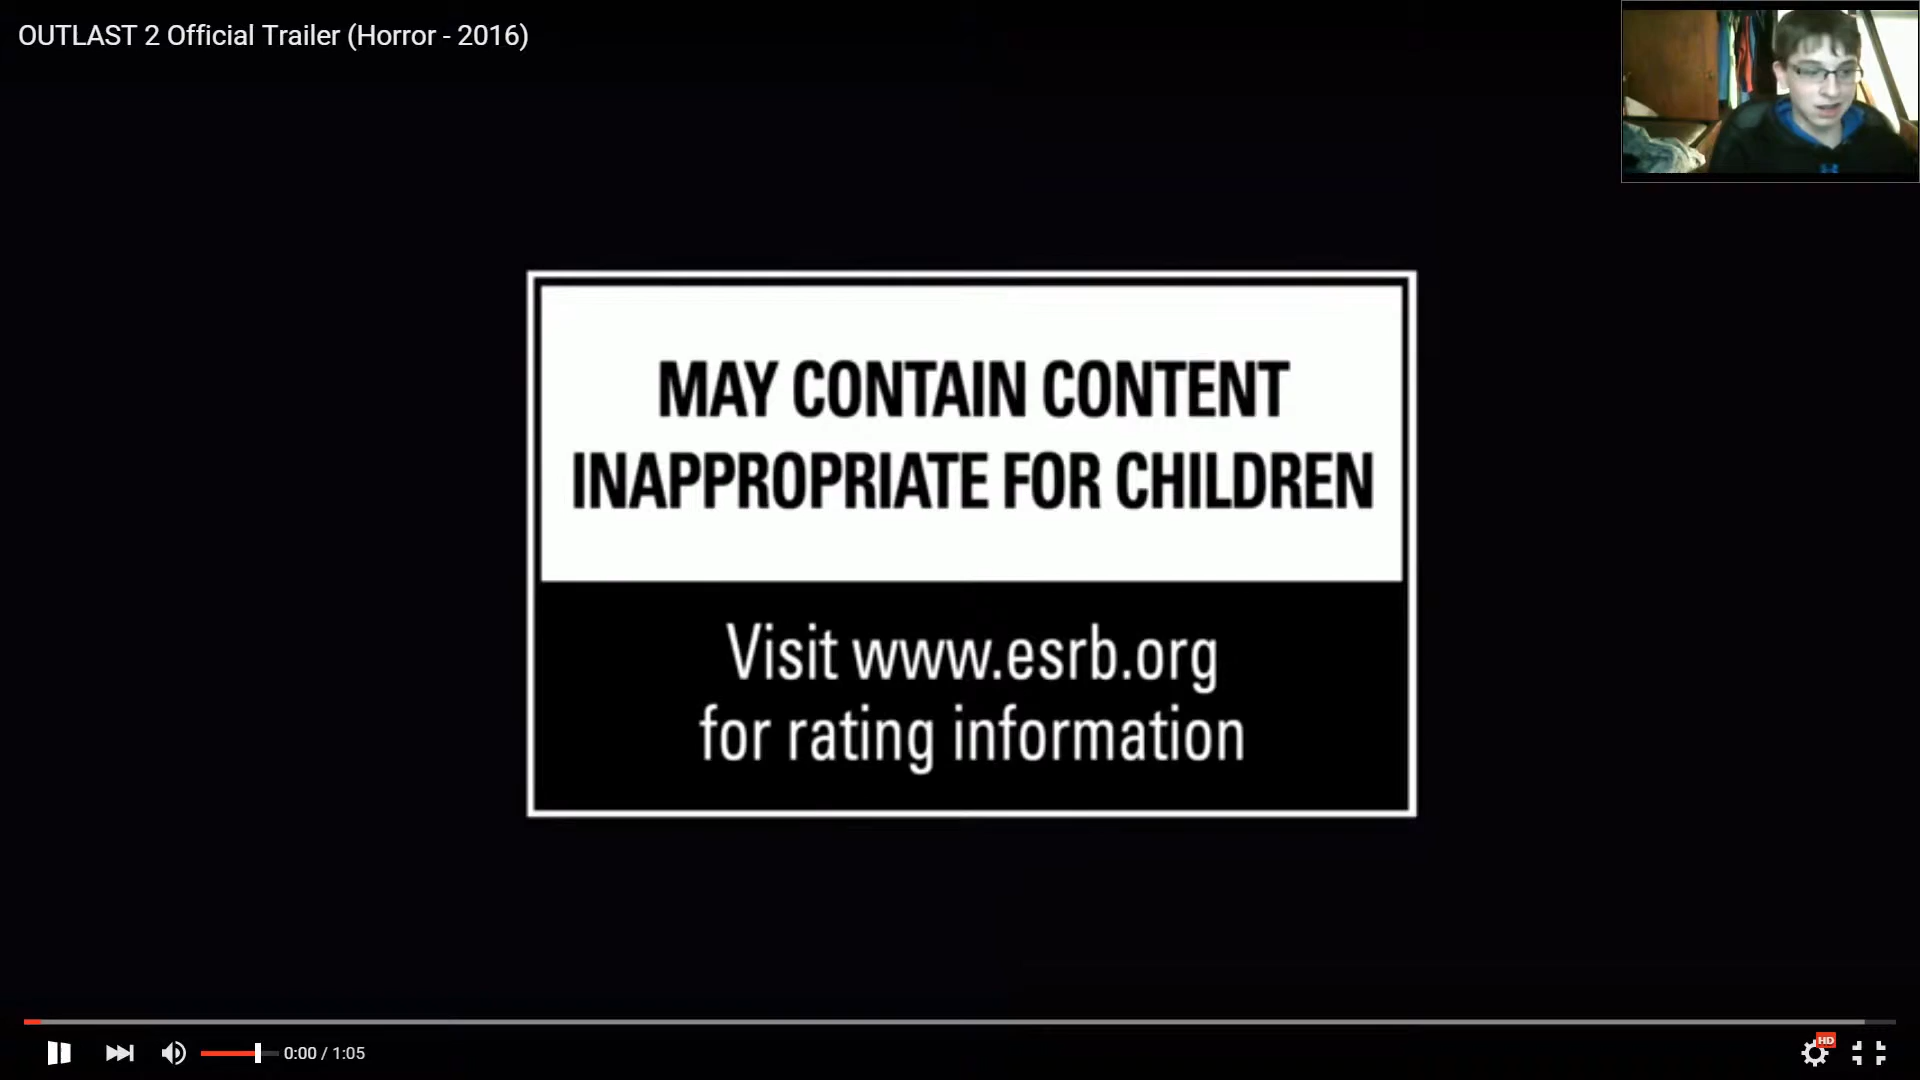 OUTLAST 2 Official Trailer (Horror - 2016)
MAY CONTAIN CONTENT
INAPPROPRIATE FOR CHILDREN
Visit www.esrb.org
for rating information
0:00 / 1:05
HD